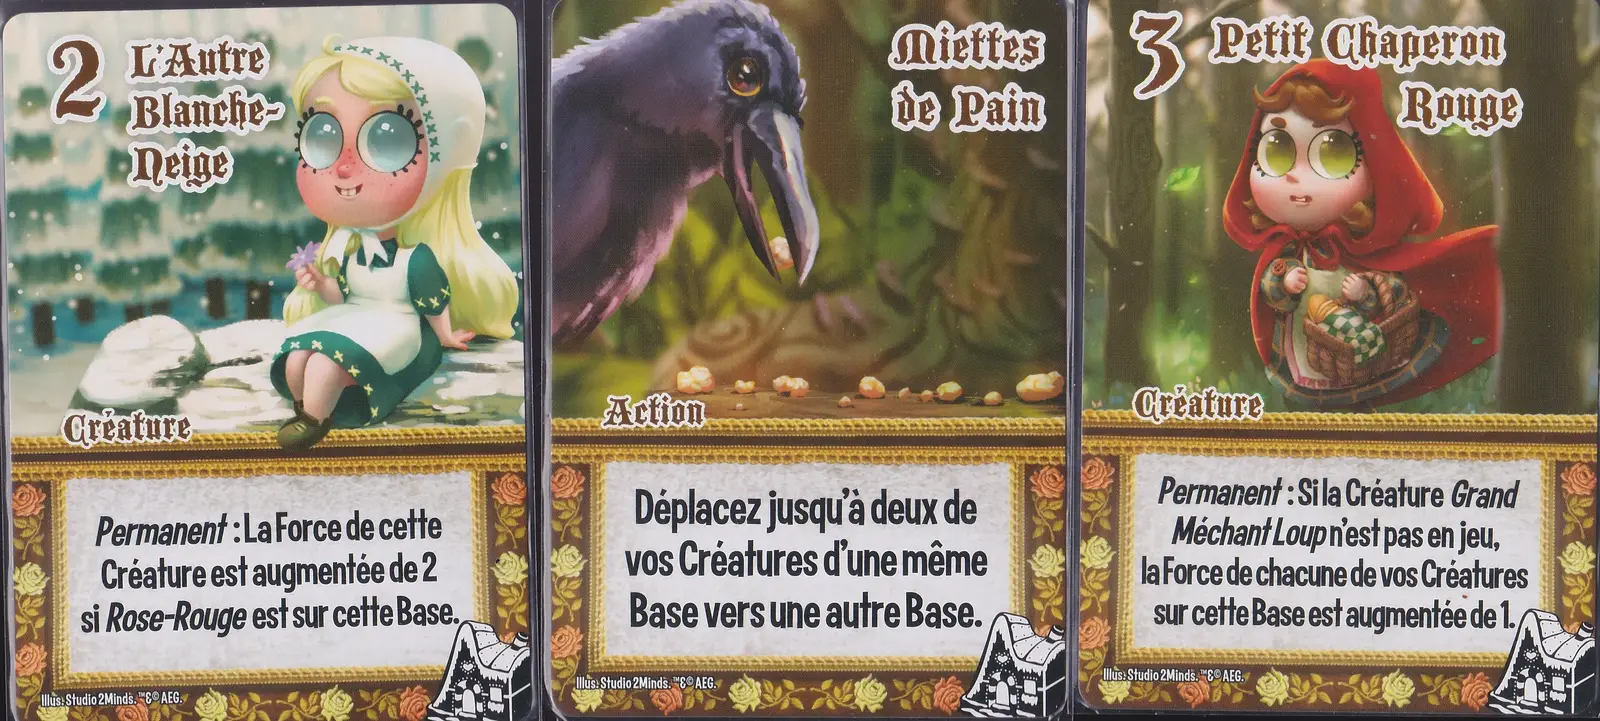 2
L'Autre
Blanche-
Neige
Créature
Permanent : La Force de cette
Créature est augmentée de 2
si Rose-Rouge est sur cette Base.
Illus: Studio 2Minds. ™&© AEG.
Miettes
de Pain
Action
Déplacez jusqu'à deux de
vos Créatures d'une même
Base vers une autre Base.
Illus: Studio 2Minds. ™&© AEG.
3
Petit Chaperon
Rouge
Créature
Permanent : Si la Créature Grand
Méchant Loup n'est pas en jeu,
la Force de chacune de vos Créatures
sur cette Base est augmentée de 1.
Illus: Studio 2Minds. ™&© AEG.